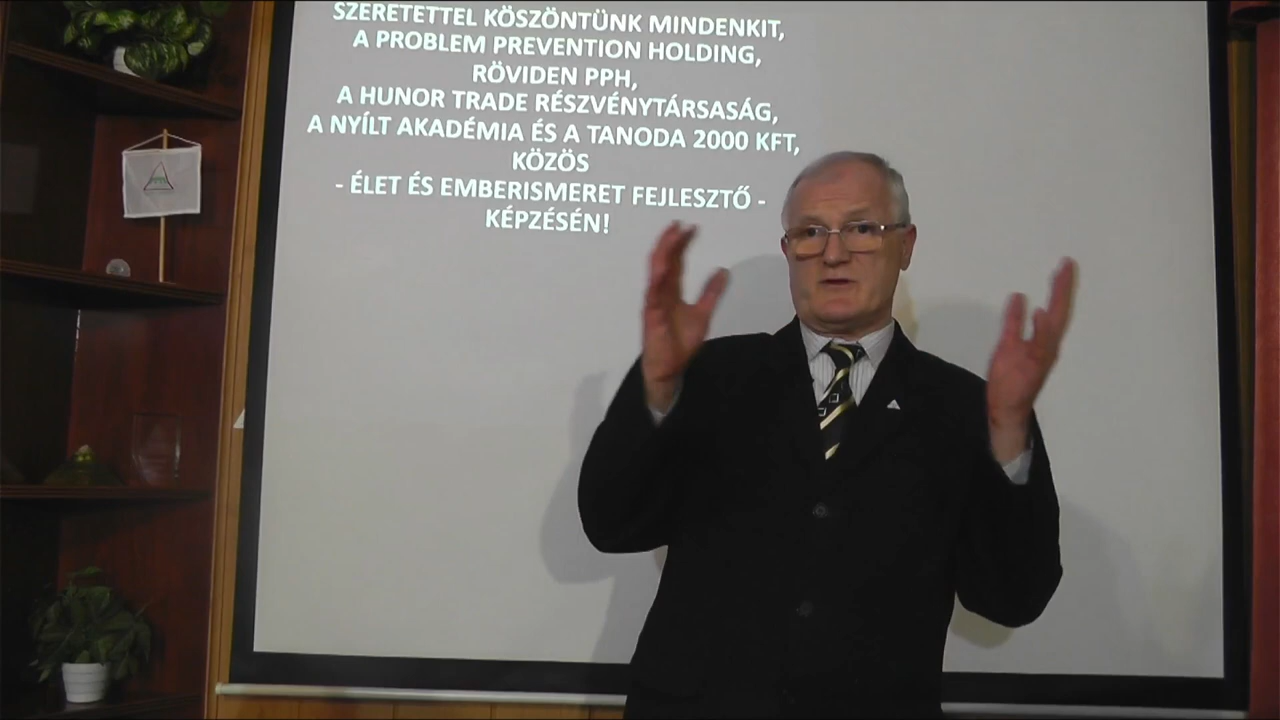 SZERETETTEL KÖSZÖNTÜNK MINDENKIT,
A PROBLEM PREVENTION HOLDING,
RÖVIDEN PPH,
A HUNOR TRADE RÉSZVÉNYTÁRSASÁG,
A NYÍLT AKADÉMIA ÉS A TANODA 2000 KFT,
KÖZÖS
- ÉLET ÉS EMBERISMERET FEJLESZTŐ -
KÉPZÉSÉN!